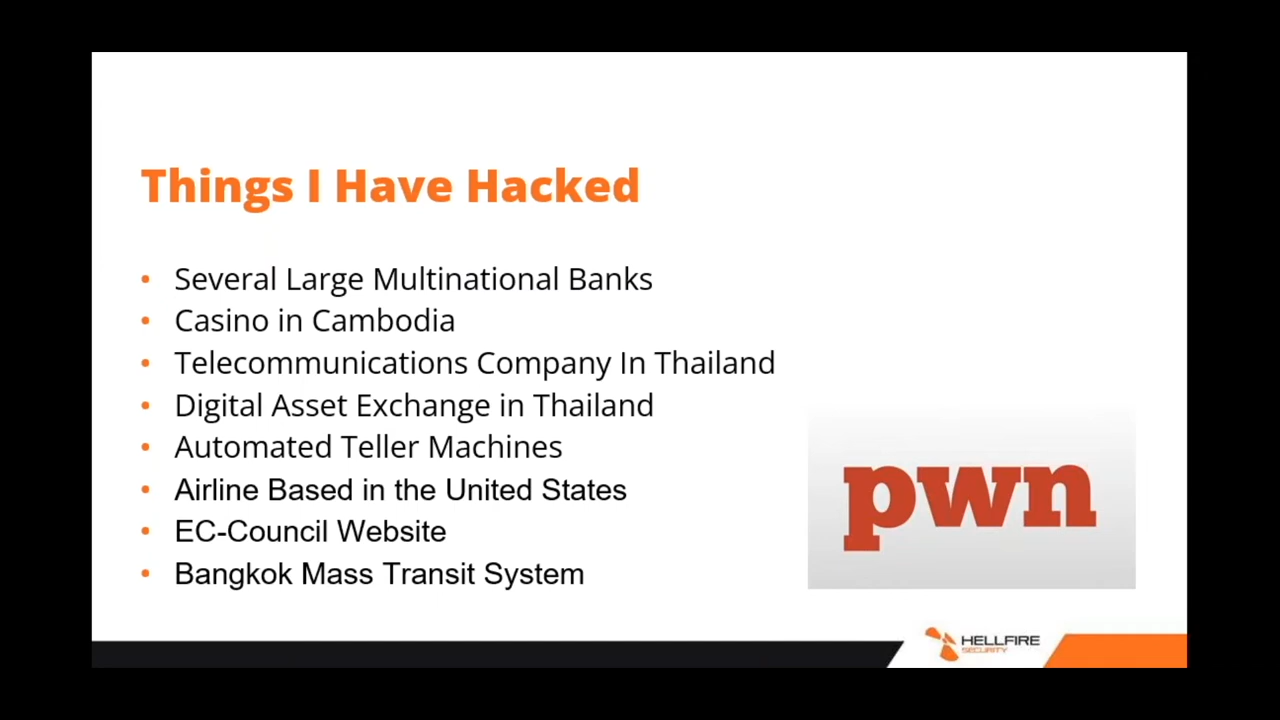 Things I Have Hacked
• Several Large Multinational Banks
• Casino in Cambodia
• Telecommunications Company In Thailand
• Digital Asset Exchange in Thailand
• Automated Teller Machines
• Airline Based in the United States
• EC-Council Website
• Bangkok Mass Transit System
pwn
HELLFIRE
SECURITY